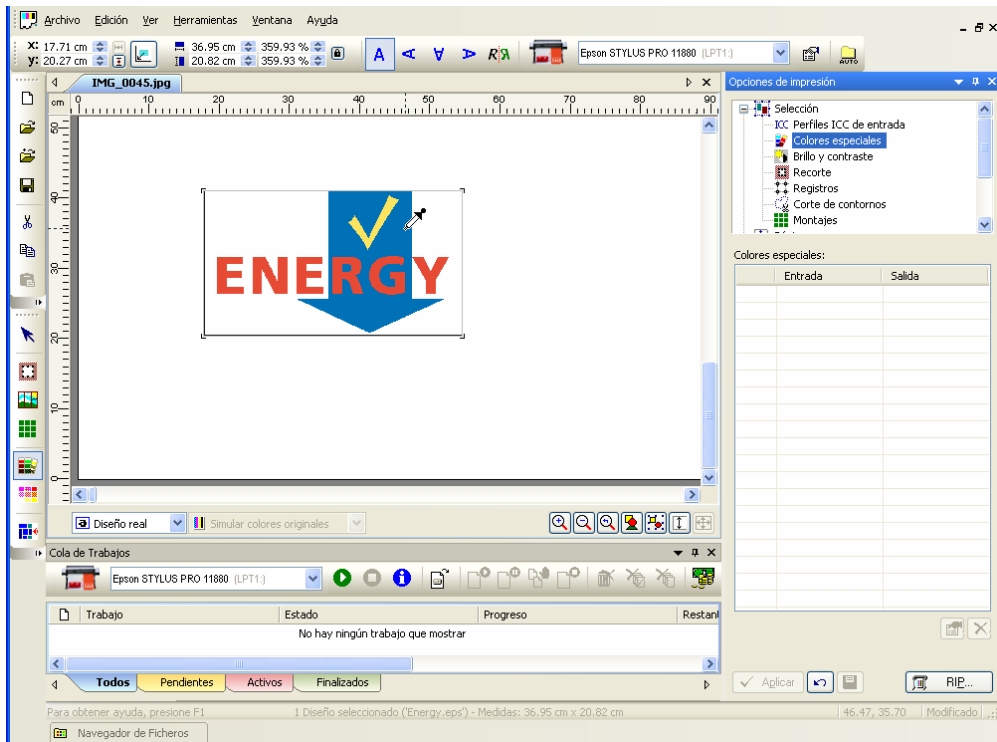 Archivo Edición Ver Herramientas Ventana Ayuda
X: 17.71 cm 36.95 cm 359.93 %
y: 20.27 cm 20.82 cm 359.93 %
A A A A R R Epson STYLUS PRO 11880 (LPT1:) AUTO
IMG_0045.jpg
cm 0 10 20 30 40 50 60 70 80 90
50
40
30
20
10
0
ENERGY
Diseño real Simular colores originales
Cola de Trabajos
Epson STYLUS PRO 11880 (LPT1:)
Trabajo Estado Progreso Restan
No hay ningún trabajo que mostrar
Todos Pendientes Activos Finalizados
Opciones de impresión
Selección
ICC Perfiles ICC de entrada
Colores especiales
Brillo y contraste
Recorte
Registros
Corte de contornos
Montajes
Colores especiales:
Entrada Salida
Aplicar RIP...
Para obtener ayuda, presione F1 1 Diseño seleccionado ('Energy.eps') - Medidas: 36.95 cm x 20.82 cm 46.47, 35.70 Modificado
Navegador de Ficheros